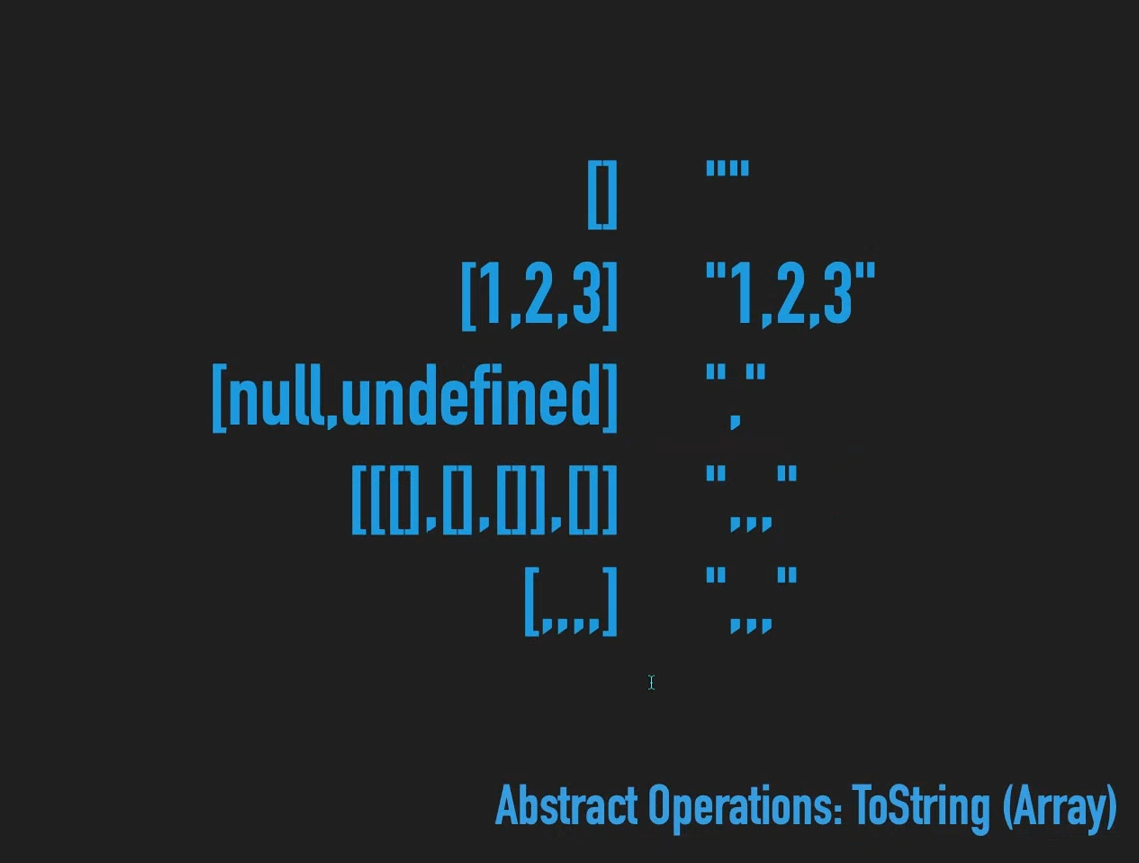 [] ""
[1,2,3] "1,2,3"
[null,undefined] ","
[[[],[],[]],[]] ",,,"
[,,,,] ",,,"
Abstract Operations: ToString (Array)